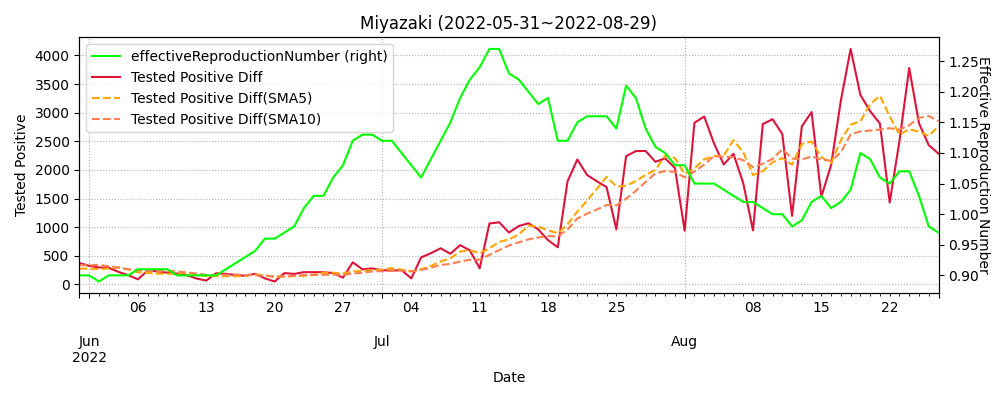 Miyazaki (2022-05-31~2022-08-29)
effectiveReproductionNumber (right)
Tested Positive Diff
Tested Positive Diff(SMA5)
Tested Positive Diff(SMA10)
Tested Positive
4000
3500
3000
2500
2000
1500
1000
500
0
1.25
1.20
1.15
1.10
1.05
1.00
0.95
0.90
Effective Reproduction Number
06 13 20 27 04 11 18 25 08 15 22
Jun Jul Aug
2022
Date